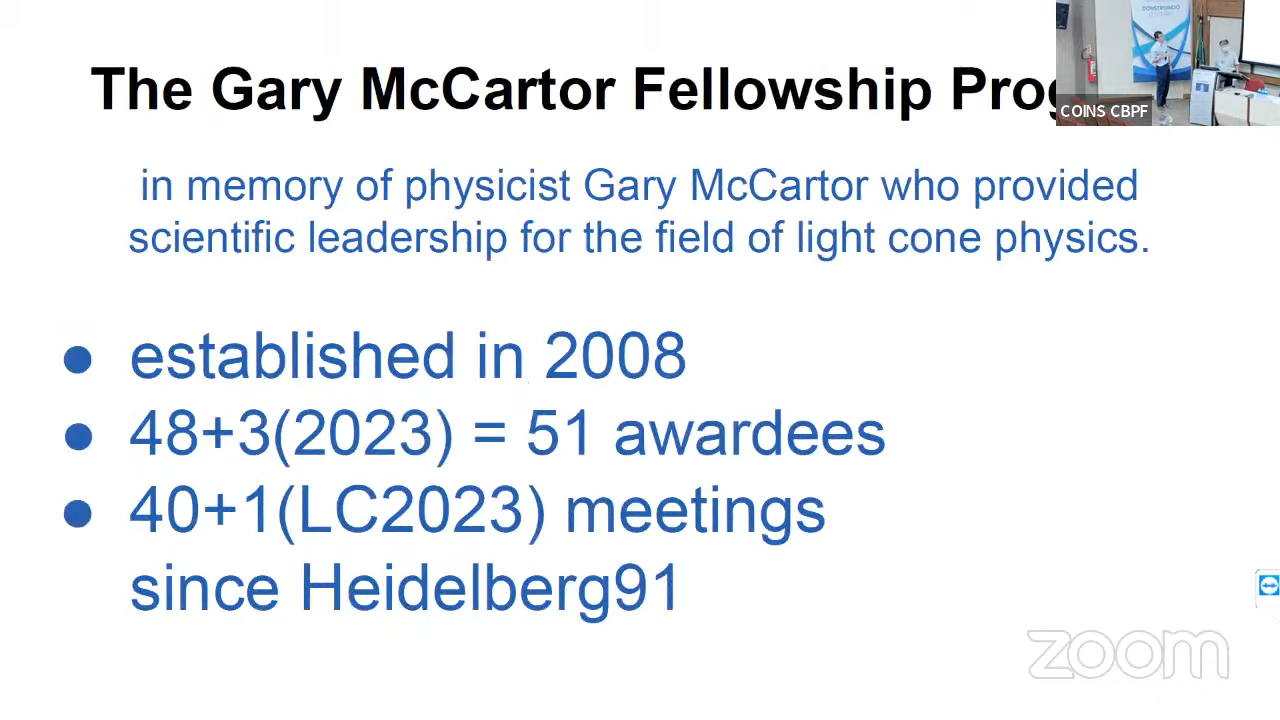 The Gary McCartor Fellowship Prog
in memory of physicist Gary McCartor who provided
scientific leadership for the field of light cone physics.
● established in 2008
● 48+3(2023) = 51 awardees
● 40+1(LC2023) meetings
since Heidelberg91
CONSTRUINDO
COINS CBPF
zoom